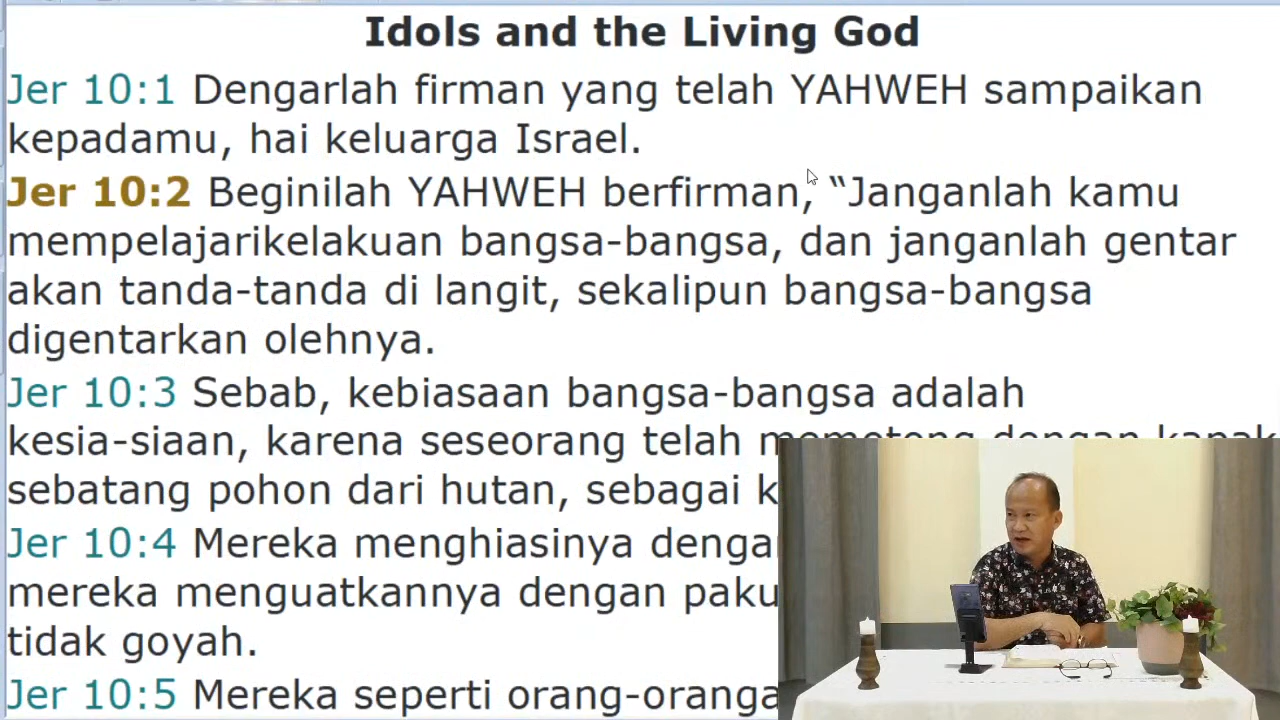 Idols and the Living God
Jer 10:1 Dengarlah firman yang telah YAHWEH sampaikan
kepadamu, hai keluarga Israel.
Jer 10:2 Beginilah YAHWEH berfirman, “Janganlah kamu
mempelajarikelakuan bangsa-bangsa, dan janganlah gentar
akan tanda-tanda di langit, sekalipun bangsa-bangsa
digentarkan olehnya.
Jer 10:3 Sebab, kebiasaan bangsa-bangsa adalah
kesia-siaan, karena seseorang telah memotong dengan kapak
sebatang pohon dari hutan, sebagai
Jer 10:4 Mereka menghiasinya
mereka menguatkannya dengan paku
tidak goyah.
Jer 10:5 Mereka seperti